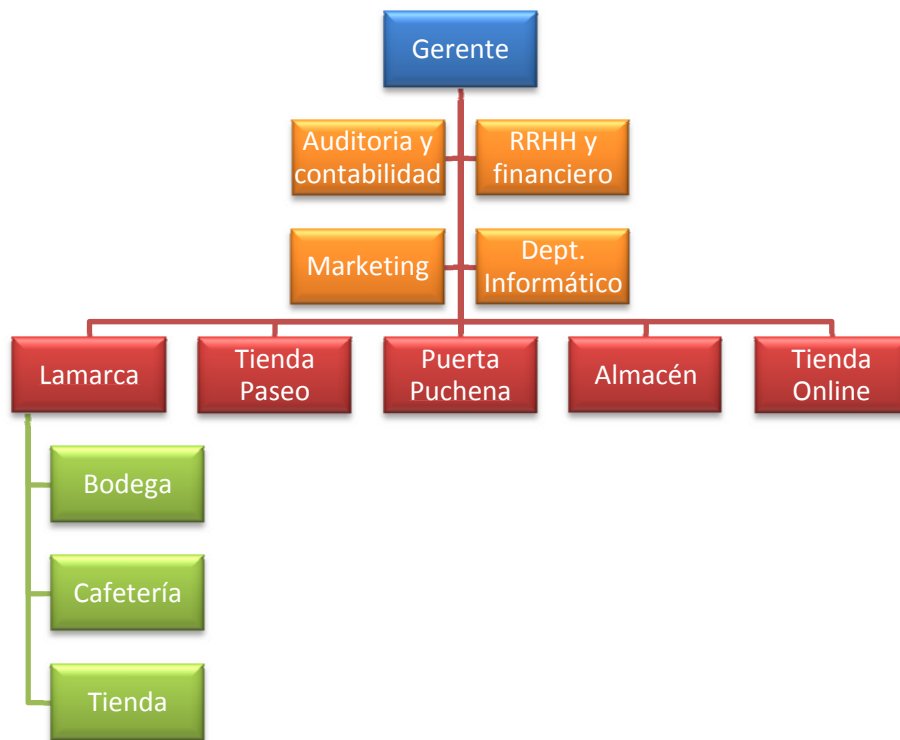 Gerente
Auditoria y
contabilidad
RRHH y
financiero
Marketing
Dept.
Informático
Lamarca
Tienda
Paseo
Puerta
Puchena
Almacén
Tienda
Online
Bodega
Cafetería
Tienda